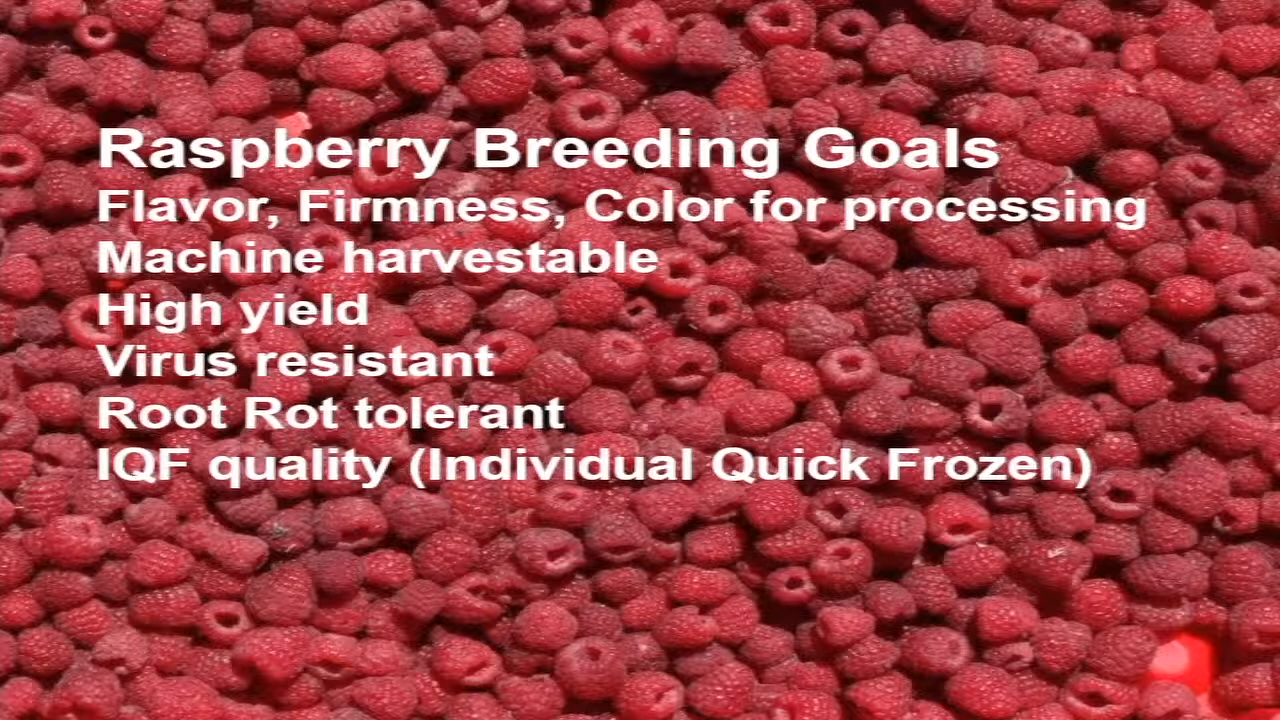 Raspberry Breeding Goals
Flavor, Firmness, Color for processing
Machine harvestable
High yield
Virus resistant
Root Rot tolerant
IQF quality (Individual Quick Frozen)